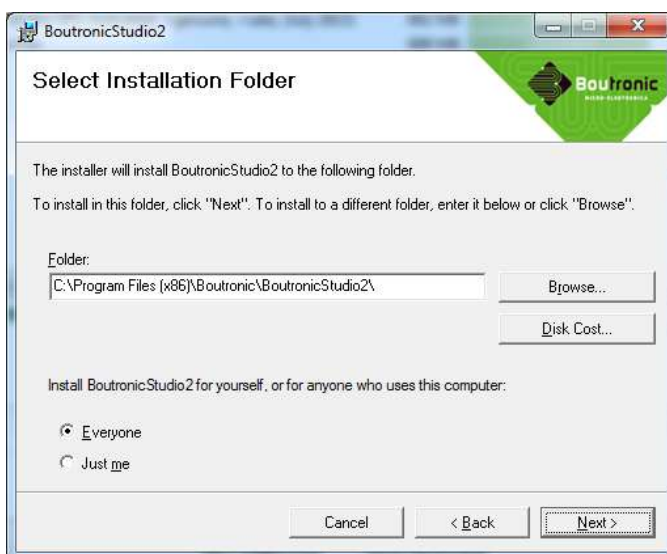 BoutronicStudio2
Select Installation Folder
Boutronic
MICRO-ELECTRONICS
The installer will install BoutronicStudio2 to the following folder.
To install in this folder, click "Next". To install to a different folder, enter it below or click "Browse".
Folder:
C:\Program Files (x86)\Boutronic\BoutronicStudio2\
Browse...
Disk Cost...
Install BoutronicStudio2 for yourself, or for anyone who uses this computer:
Everyone
Just me
Cancel
< Back
Next >